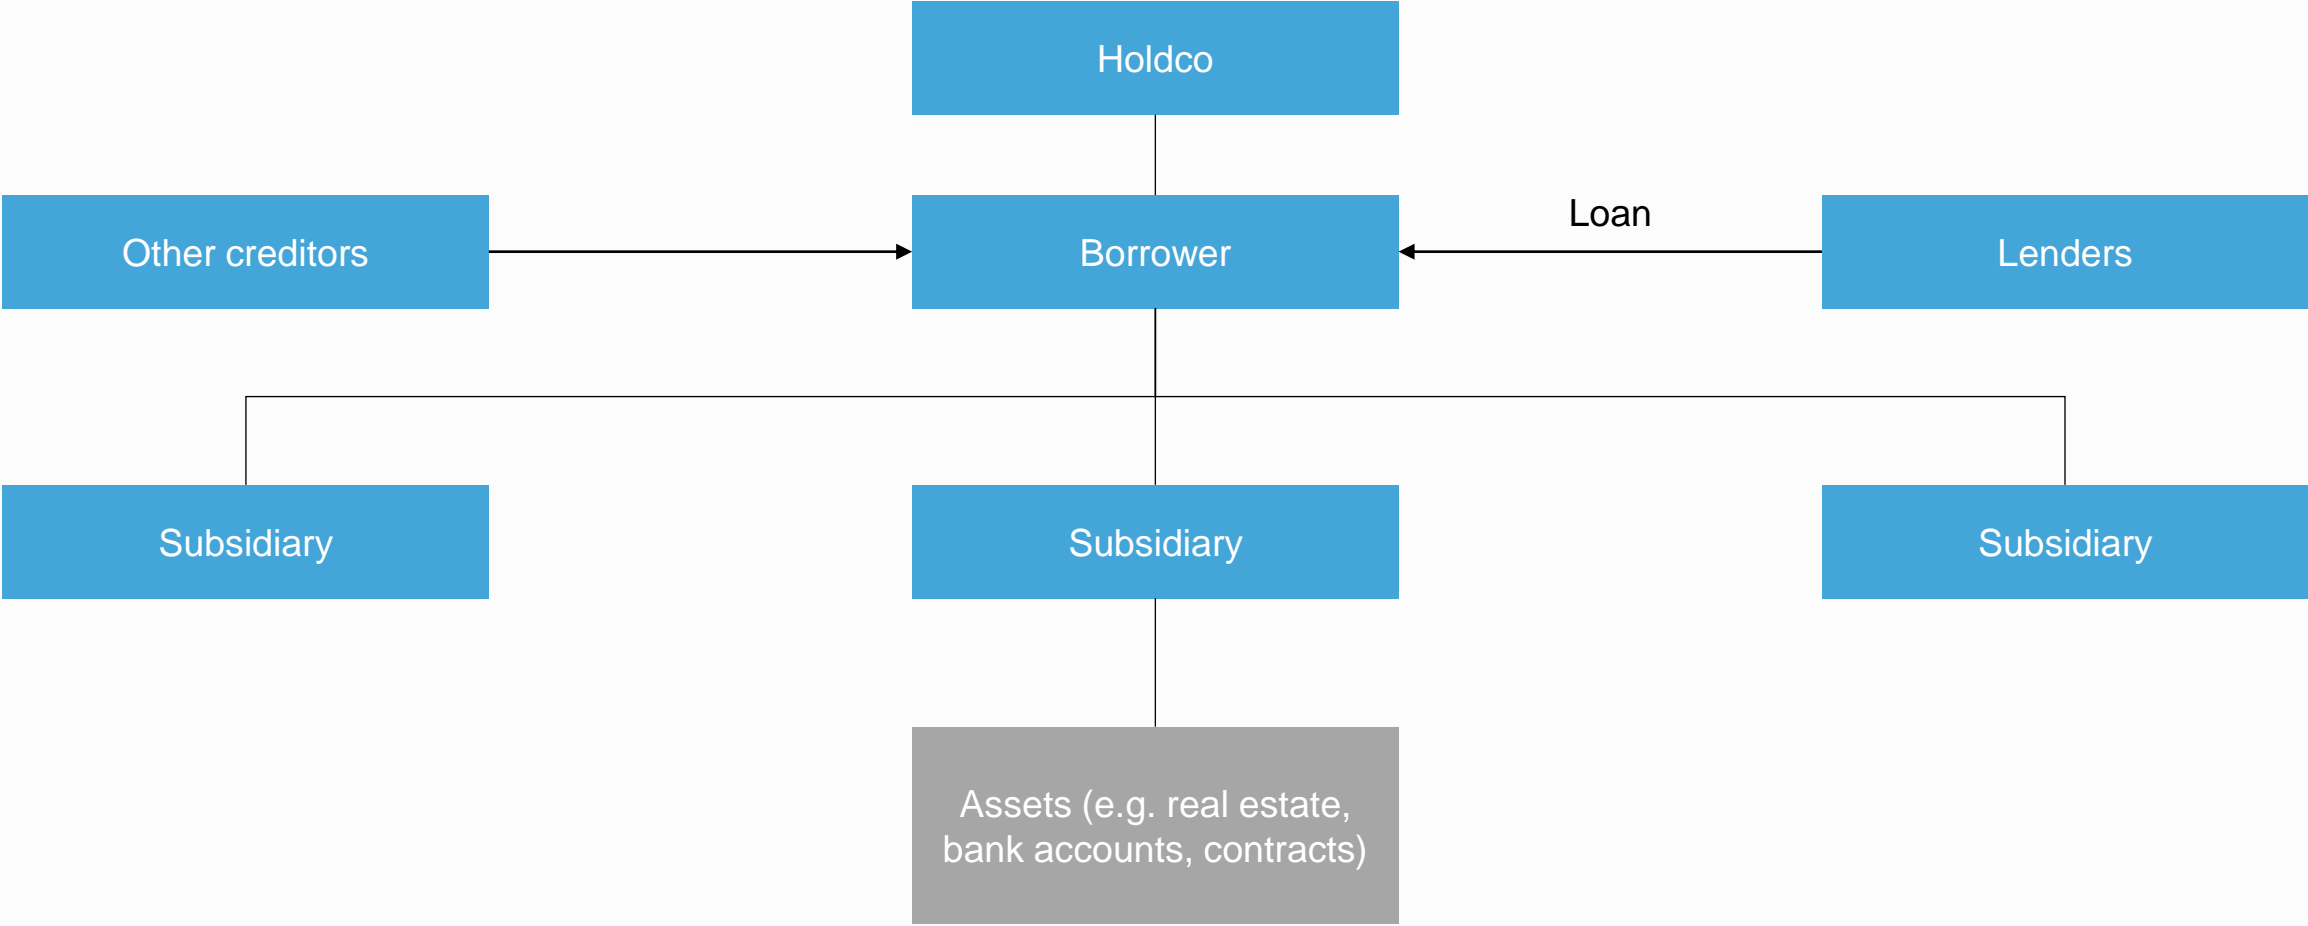 Holdco
Other creditors
Borrower
Loan
Lenders
Subsidiary
Subsidiary
Subsidiary
Assets (e.g. real estate,
bank accounts, contracts)